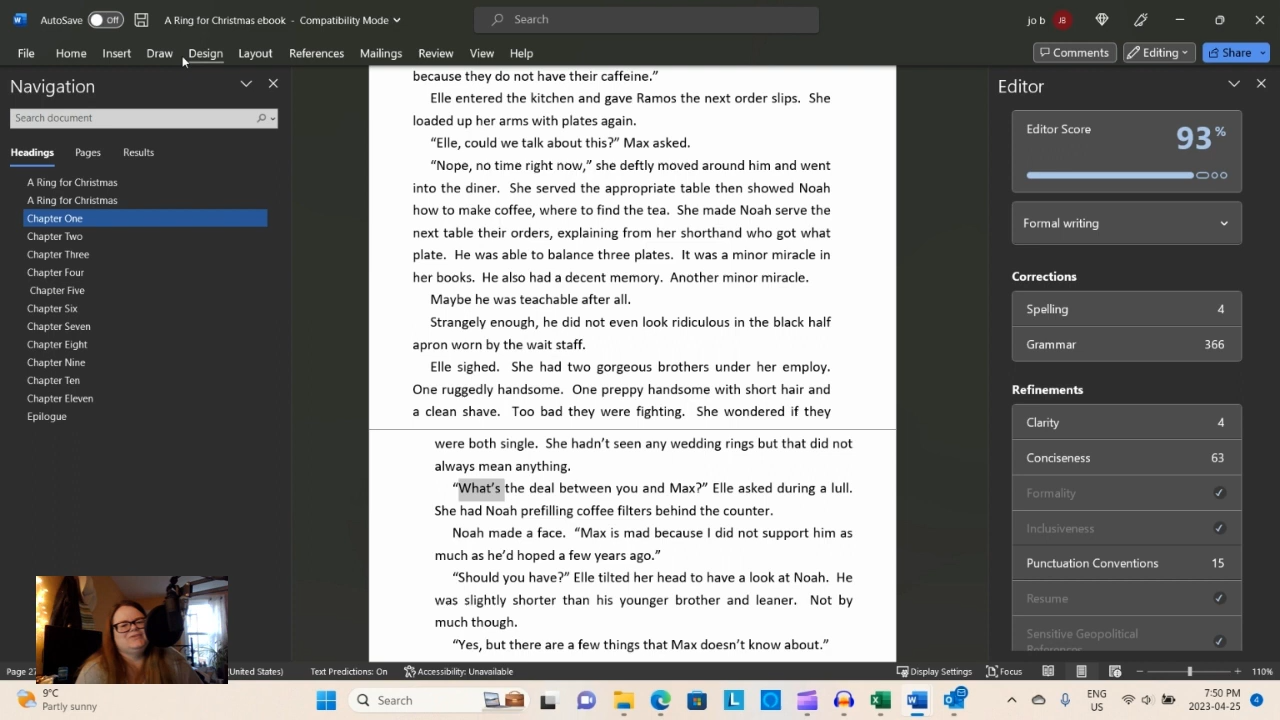 AutoSave Off A Ring for Christmas ebook - Compatibility Mode Search jo b JB
File Home Insert Draw Design Layout References Mailings Review View Help Comments Editing Share
Navigation
Search document
Headings Pages Results
A Ring for Christmas
A Ring for Christmas
Chapter One
Chapter Two
Chapter Three
Chapter Four
Chapter Five
Chapter Six
Chapter Seven
Chapter Eight
Chapter Nine
Chapter Ten
Chapter Eleven
Epilogue
because they do not have their caffeine.”
Elle entered the kitchen and gave Ramos the next order slips. She
loaded up her arms with plates again.
“Elle, could we talk about this?” Max asked.
“Nope, no time right now,” she deftly moved around him and went
into the diner. She served the appropriate table then showed Noah
how to make coffee, where to find the tea. She made Noah serve the
next table their orders, explaining from her shorthand who got what
plate. He was able to balance three plates. It was a minor miracle in
her books. He also had a decent memory. Another minor miracle.
Maybe he was teachable after all.
Strangely enough, he did not even look ridiculous in the black half
apron worn by the wait staff.
Elle sighed. She had two gorgeous brothers under her employ.
One ruggedly handsome. One preppy handsome with short hair and
a clean shave. Too bad they were fighting. She wondered if they
were both single. She hadn’t seen any wedding rings but that did not
always mean anything.
“What’s the deal between you and Max?” Elle asked during a lull.
She had Noah prefilling coffee filters behind the counter.
Noah made a face. “Max is mad because I did not support him as
much as he’d hoped a few years ago.”
“Should you have?” Elle tilted her head to have a look at Noah. He
was slightly shorter than his younger brother and leaner. Not by
much though.
“Yes, but there are a few things that Max doesn’t know about.”
Editor
Editor Score 93%
Formal writing
Corrections
Spelling 4
Grammar 366
Refinements
Clarity 4
Conciseness 63
Formality
Inclusiveness
Punctuation Conventions 15
Resume
Sensitive Geopolitical
References
Page 27 (United States) Text Predictions: On Accessibility: Unavailable Display Settings Focus 110%
9°C
Partly sunny
Search
ENG
US
7:50 PM
2023-04-25
4